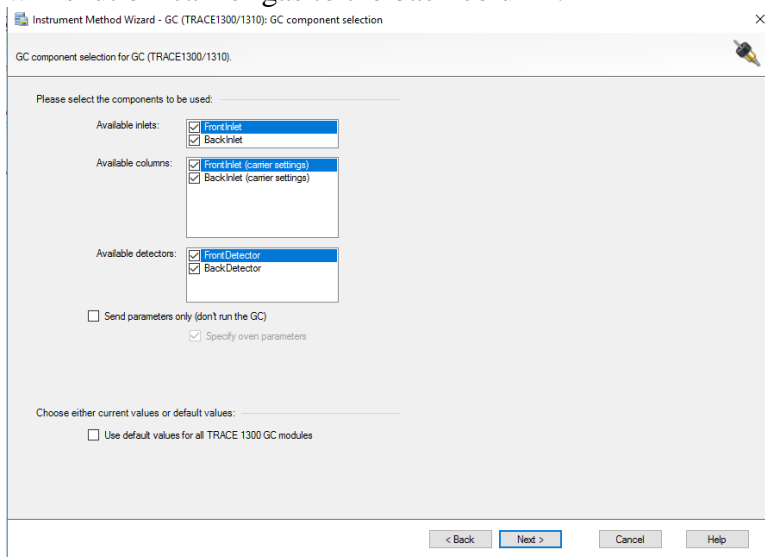 Instrument Method Wizard - GC (TRACE1300/1310): GC component selection
GC component selection for GC (TRACE1300/1310).
Please select the components to be used:
Available inlets:
FrontInlet
BackInlet
Available columns:
FrontInlet (carrier settings)
BackInlet (carrier settings)
Available detectors:
FrontDetector
BackDetector
Send parameters only (don't run the GC)
Specify oven parameters
Choose either current values or default values:
Use default values for all TRACE 1300 GC modules
< Back Next > Cancel Help